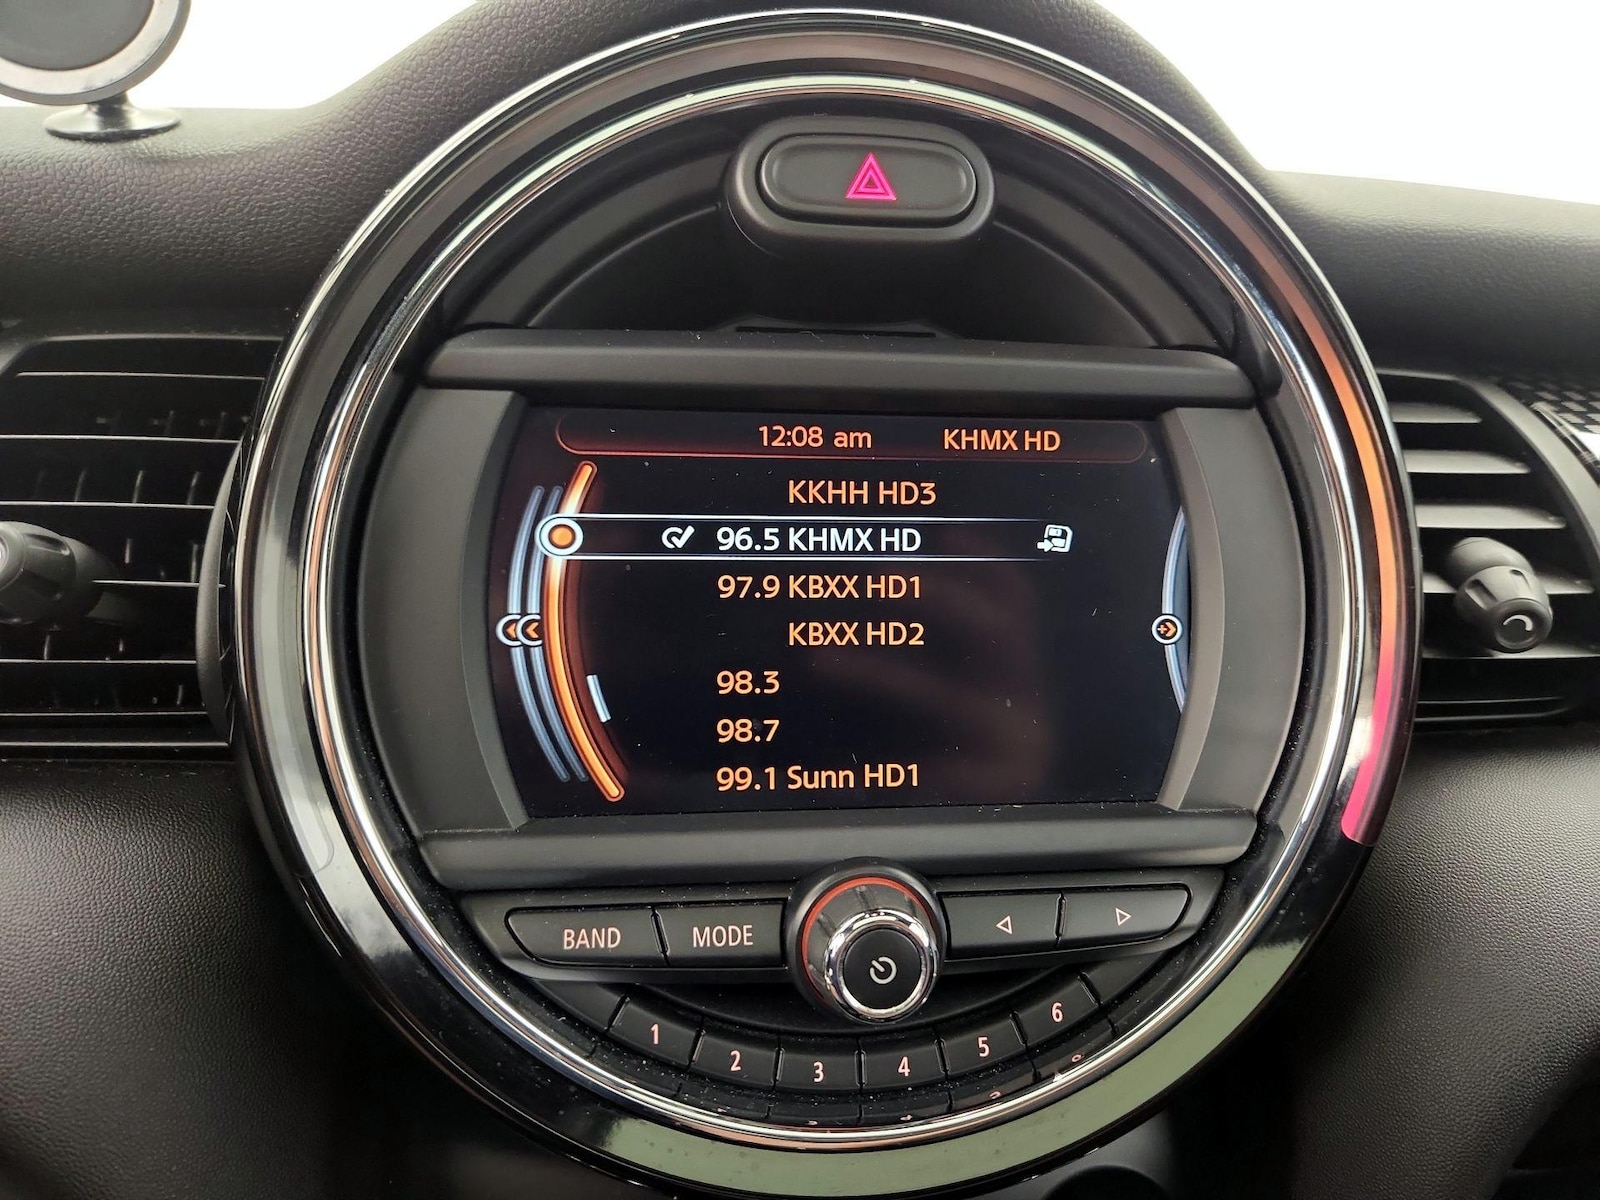 12:08 am KHMX HD
KKHH HD3
96.5 KHMX HD
97.9 KBXX HD1
KBXX HD2
98.3
98.7
99.1 Sunn HD1
BAND MODE
1 2 3 4 5 6